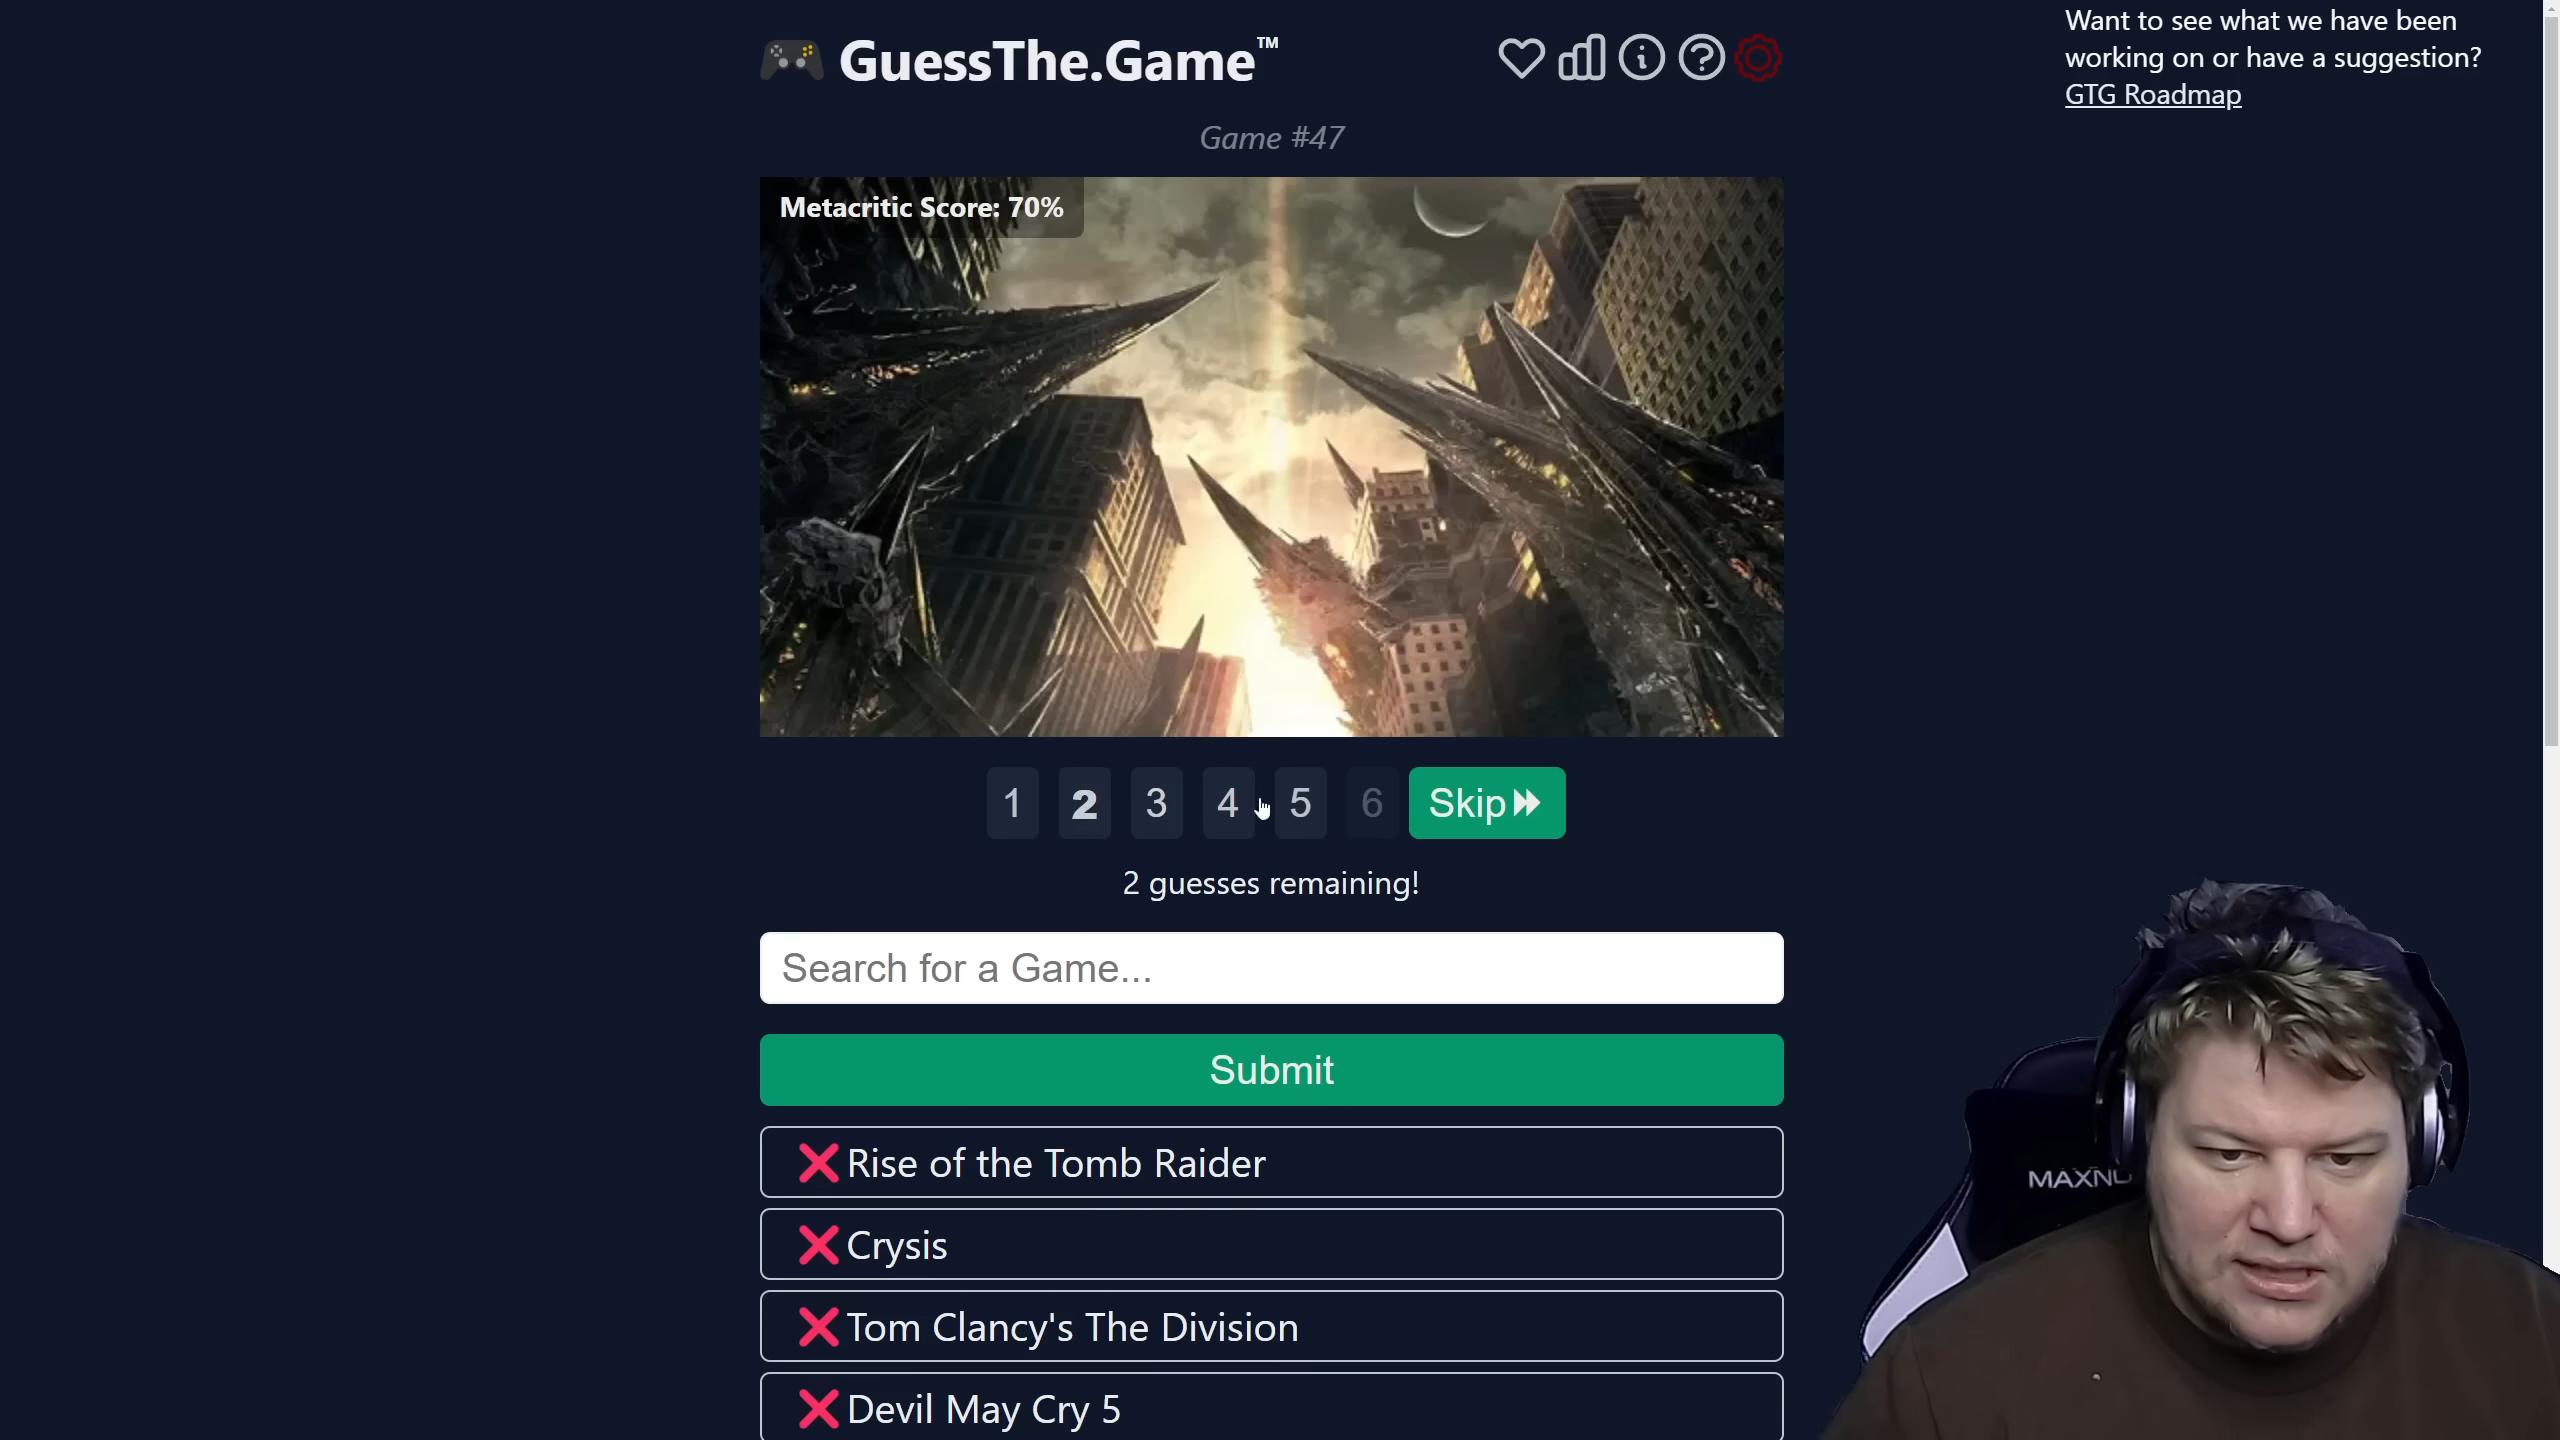 GuessThe.Game™
Want to see what we have been
working on or have a suggestion?
GTG Roadmap
Game #47
Metacritic Score: 70%
1 2 3 4 5 6 Skip
2 guesses remaining!
Search for a Game...
Submit
❌Rise of the Tomb Raider
❌Crysis
❌Tom Clancy's The Division
❌Devil May Cry 5